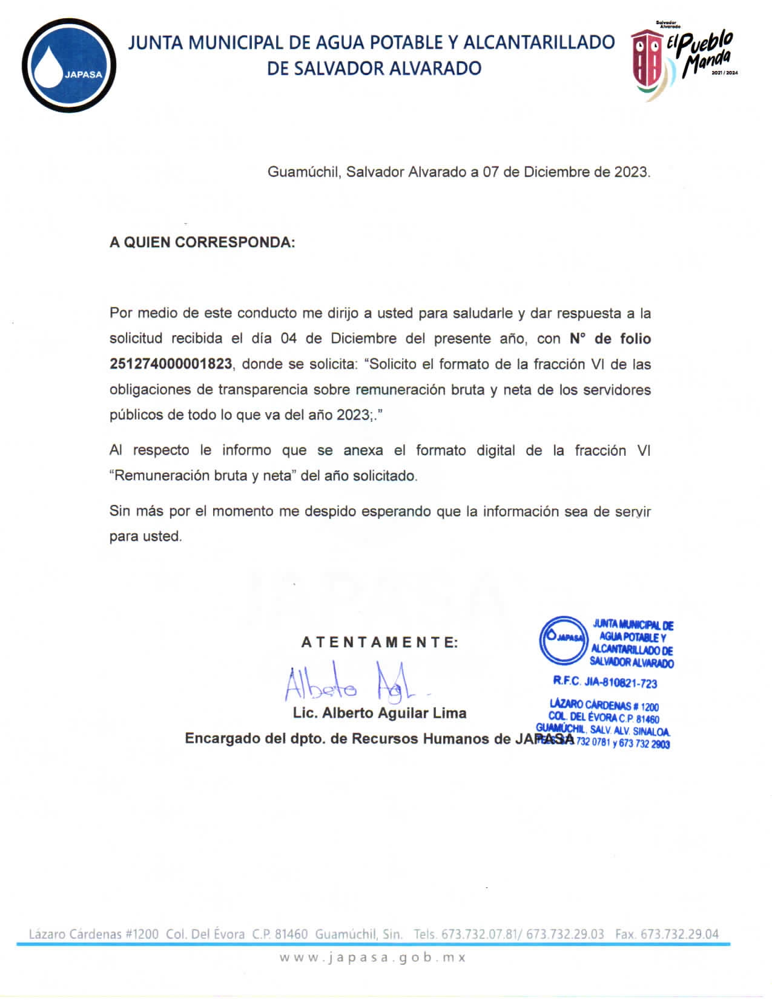 JAPASA
JUNTA MUNICIPAL DE AGUA POTABLE Y ALCANTARILLADO
DE SALVADOR ALVARADO
Salvador
Alvarado
El Pueblo
Manda
2021 / 2024
Guamúchil, Salvador Alvarado a 07 de Diciembre de 2023.
A QUIEN CORRESPONDA:
Por medio de este conducto me dirijo a usted para saludarle y dar respuesta a la
solicitud recibida el día 04 de Diciembre del presente año, con N° de folio
251274000001823, donde se solicita: “Solicito el formato de la fracción VI de las
obligaciones de transparencia sobre remuneración bruta y neta de los servidores
públicos de todo lo que va del año 2023;.”
Al respecto le informo que se anexa el formato digital de la fracción VI
“Remuneración bruta y neta” del año solicitado.
Sin más por el momento me despido esperando que la información sea de servir
para usted.
JAPASA
A T E N T A M E N T E:
Alberto AgL
Lic. Alberto Aguilar Lima
Encargado del dpto. de Recursos Humanos de JAPASA
JAPASA
JUNTA MUNICIPAL DE
AGUA POTABLE Y
ALCANTARILLADO DE
SALVADOR ALVARADO
R.F.C. JIA-810821-723
LÁZARO CÁRDENAS # 1200
COL. DEL ÉVORA C.P. 81460
GUAMÚCHIL, SALV. ALV. SINALOA.
732 0781 y 673 732 2903
Lázaro Cárdenas #1200 Col. Del Évora C.P. 81460 Guamúchil, Sin. Tels. 673.732.07.81/ 673.732.29.03 Fax. 673.732.29.04
www.japasa.gob.mx